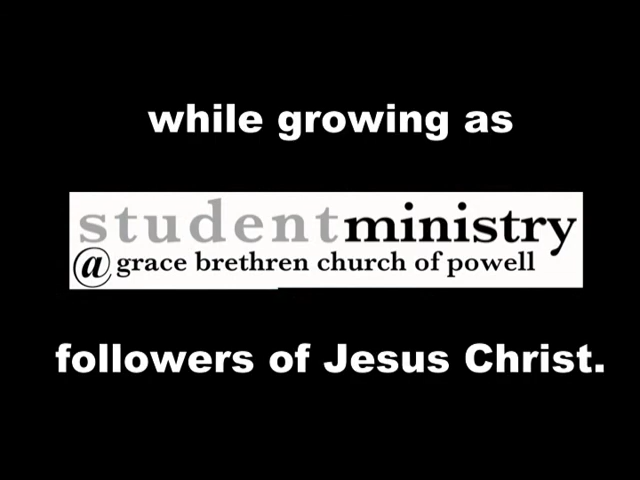 while growing as
studentministry
@ grace brethren church of powell
followers of Jesus Christ.